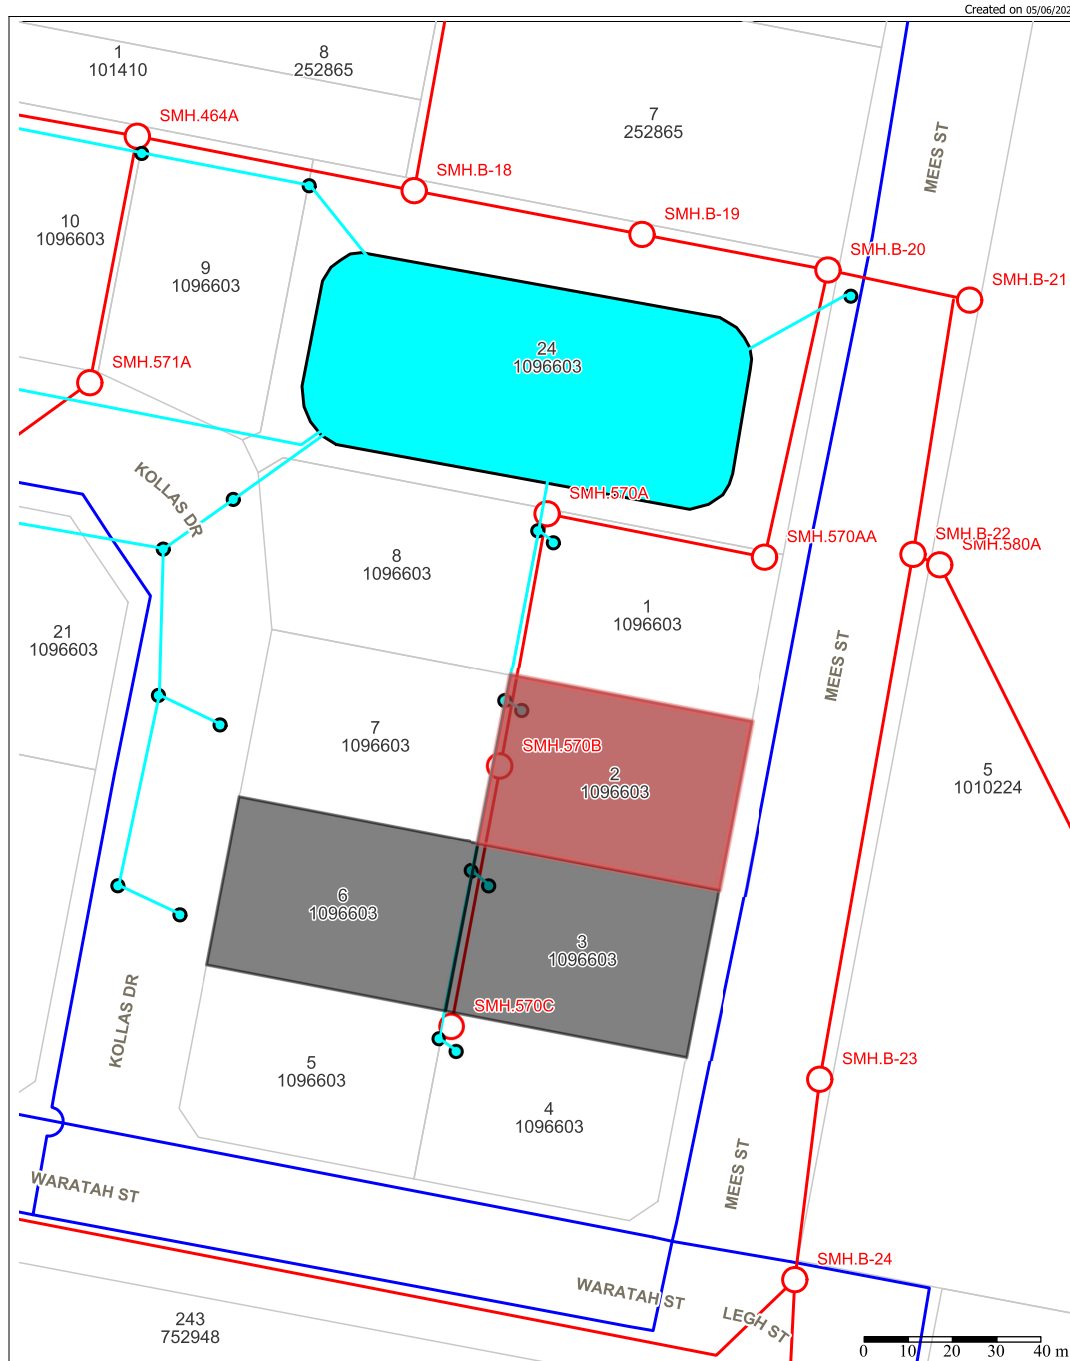 Created on 05/06/202
1
101410
8
252865
7
252865
MEES ST
SMH.464A
SMH.B-18
SMH.B-19
SMH.B-20
SMH.B-21
10
1096603
9
1096603
24
1096603
SMH.571A
KOLLAS DR
SMH.570A
SMH.570AA
SMH.B-22
SMH.580A
8
1096603
1
1096603
21
1096603
MEES ST
7
1096603
SMH.570B
2
1096603
5
1010224
6
1096603
3
1096603
KOLLAS DR
SMH.570C
5
1096603
4
1096603
SMH.B-23
MEES ST
WARATAH ST
SMH.B-24
WARATAH ST
LEGH ST
243
752948
0 10 20 30 40 m